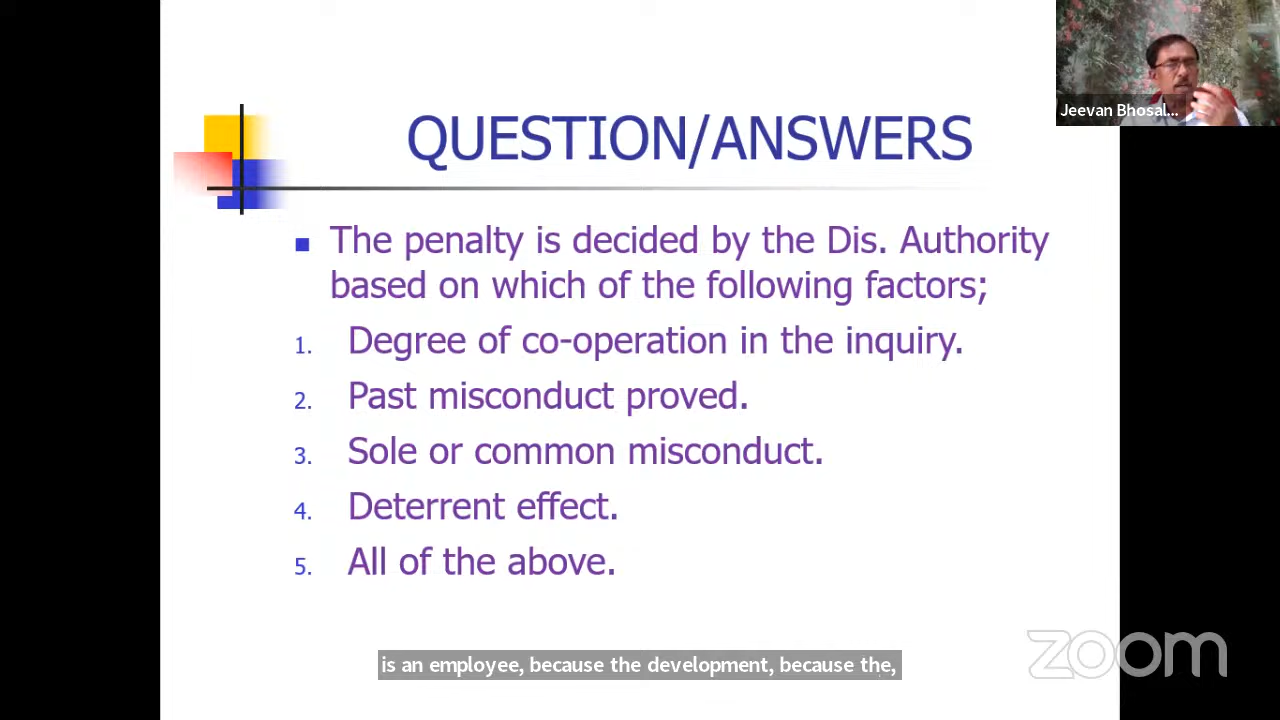 Jeevan Bhosal...
QUESTION/ANSWERS
The penalty is decided by the Dis. Authority
based on which of the following factors;
1. Degree of co-operation in the inquiry.
2. Past misconduct proved.
3. Sole or common misconduct.
4. Deterrent effect.
5. All of the above.
is an employee, because the development, because the,
zoom